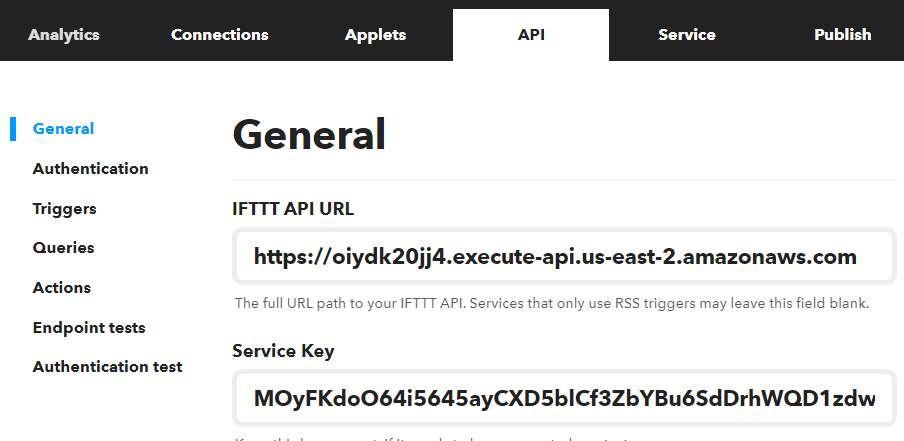 Analytics Connections Applets API Service Publish
General
General
Authentication
Triggers
IFTTT API URL
Queries
https://oiydk20jj4.execute-api.us-east-2.amazonaws.com
Actions
The full URL path to your IFTTT API. Services that only use RSS triggers may leave this field blank.
Endpoint tests
Service Key
Authentication test
MOyFKdoO64i5645ayCXD5blCf3ZbYBu6SdDrhWQD1zdw